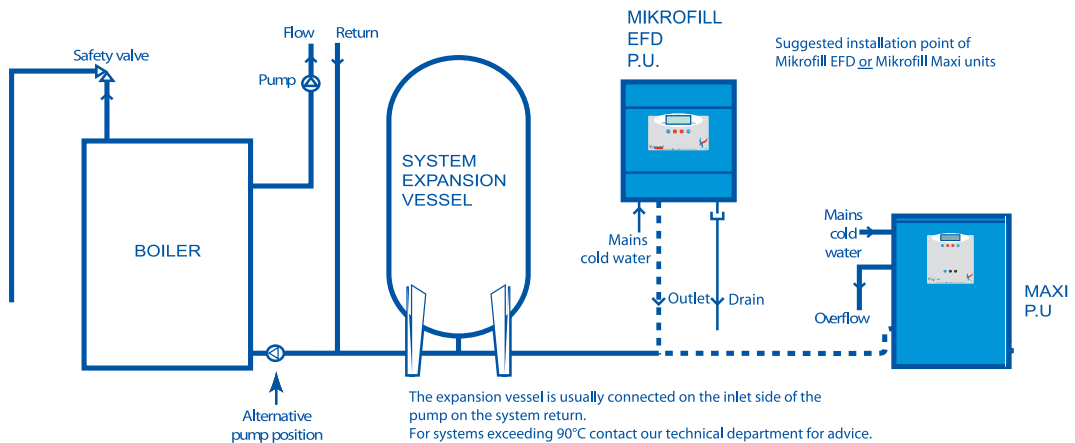 MIKROFILL
EFD
P.U.
Flow
Return
Suggested installation point of
Mikrofill EFD or Mikrofill Maxi units
Safety valve
Pump
SYSTEM
EXPANSION
VESSEL
BOILER
Mains
cold water
Outlet
Drain
Mains
cold
water
Overflow
MAXI
P.U
Alternative
pump position
The expansion vessel is usually connected on the inlet side of the
pump on the system return.
For systems exceeding 90°C contact our technical department for advice.